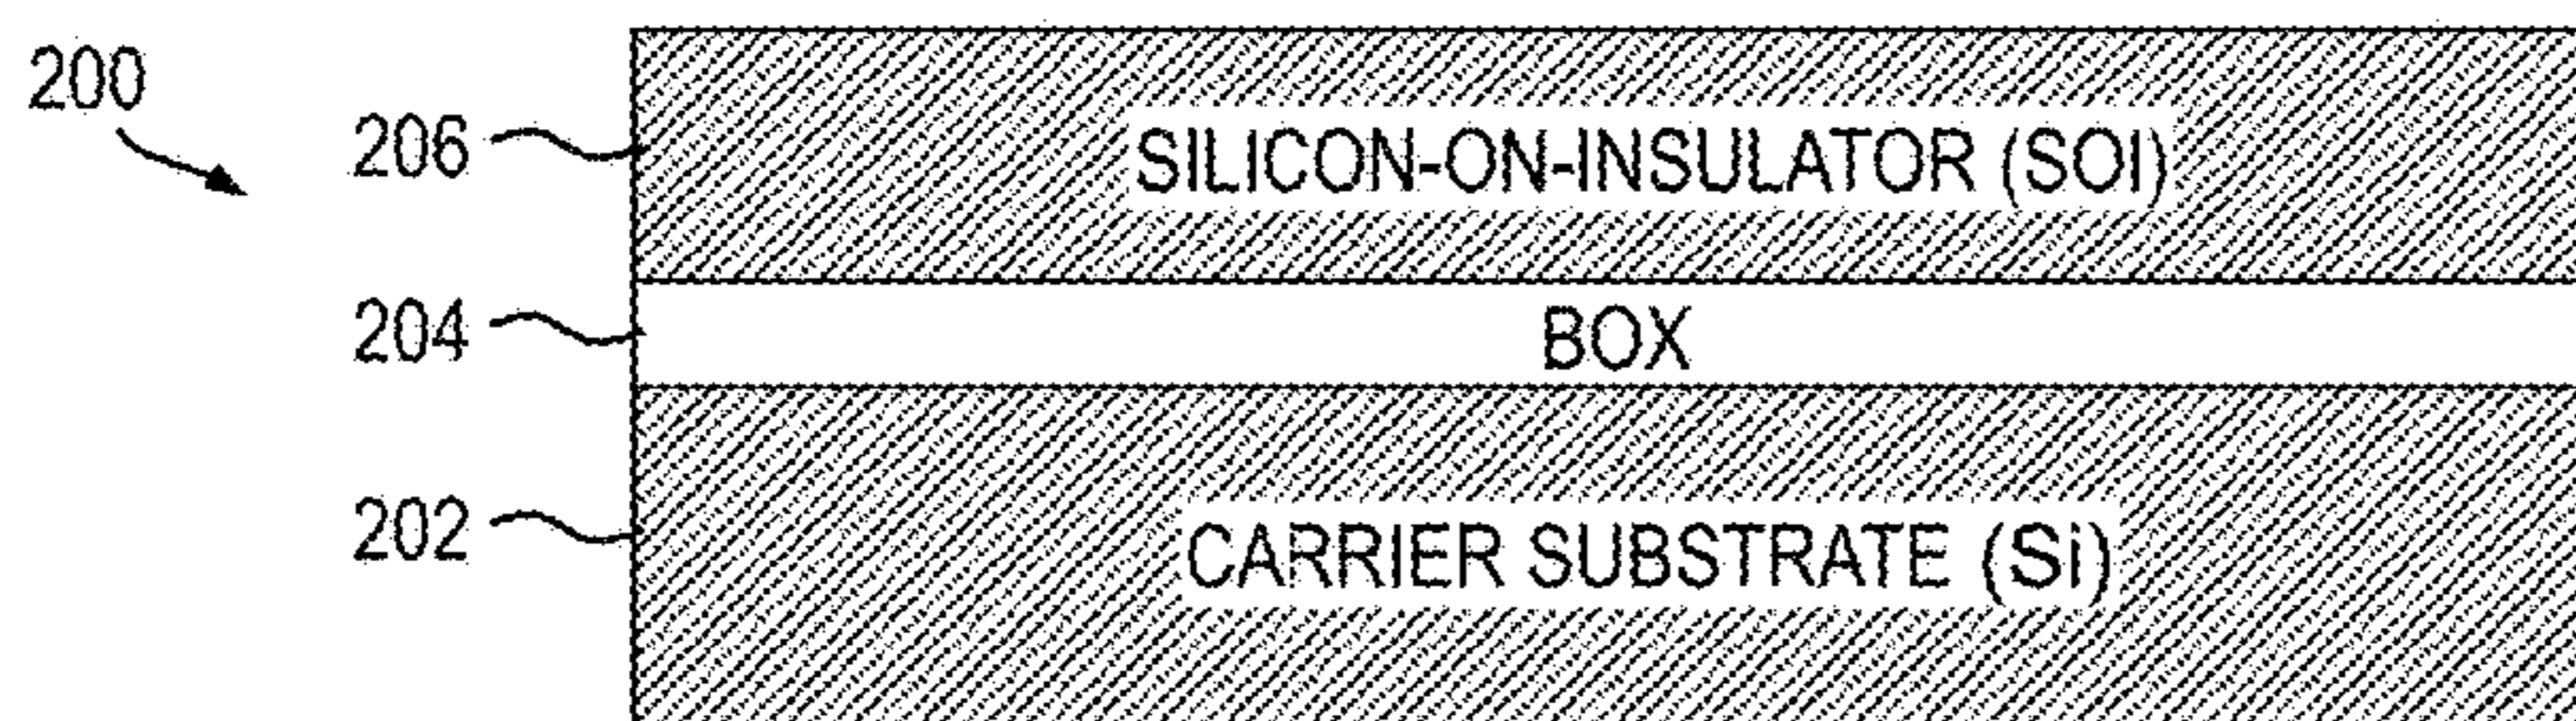 200
206 SILICON-ON-INSULATOR (SOI)
204 BOX
202 CARRIER SUBSTRATE (Si)